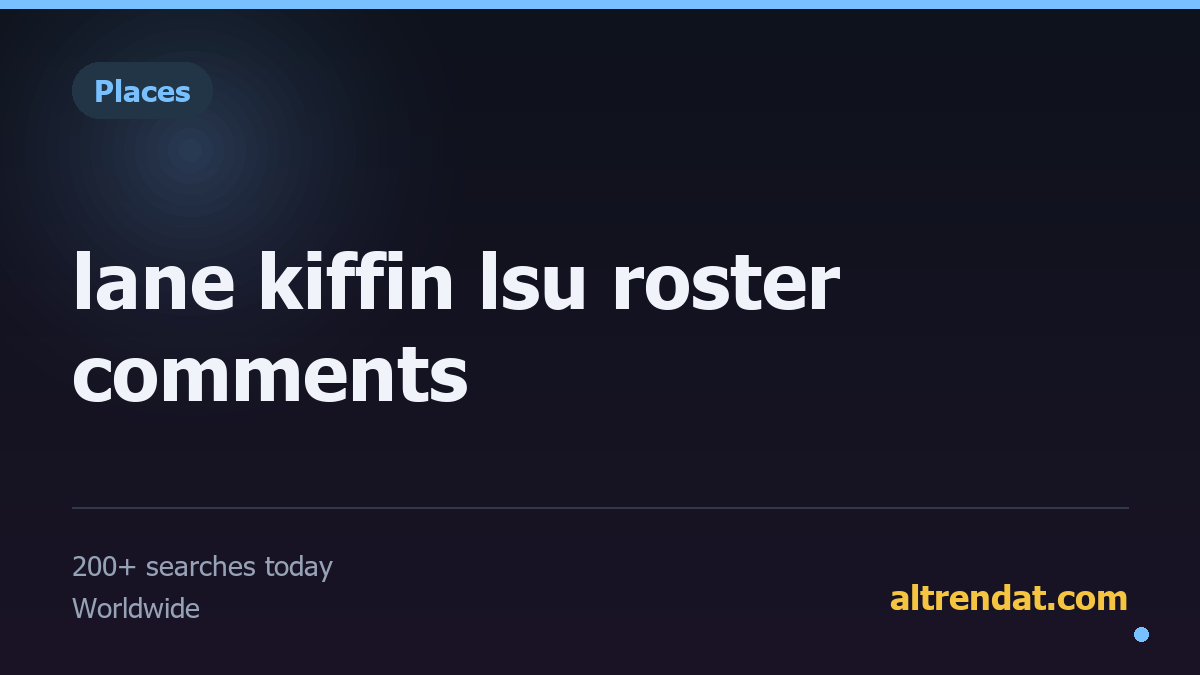 Places
lane kiffin lsu roster
comments
200+ searches today
Worldwide
altrendat.com